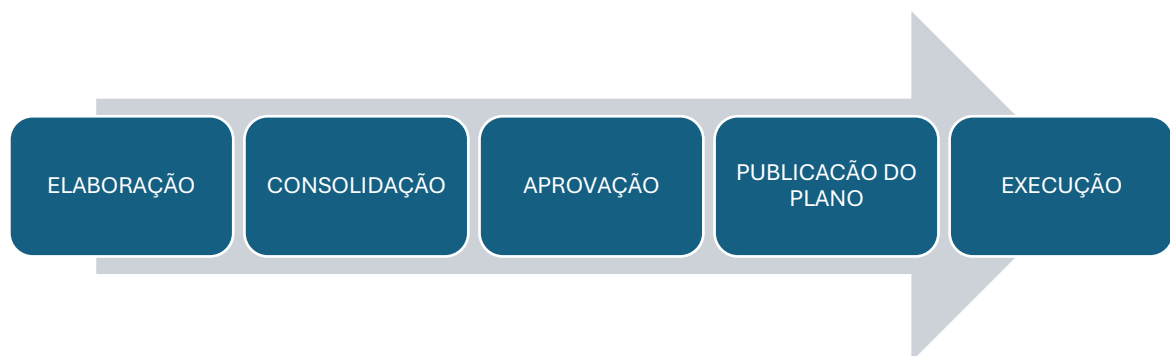 ELABORAÇÃO
CONSOLIDAÇÃO
APROVAÇÃO
PUBLICACÃO DO
PLANO
EXECUÇÃO